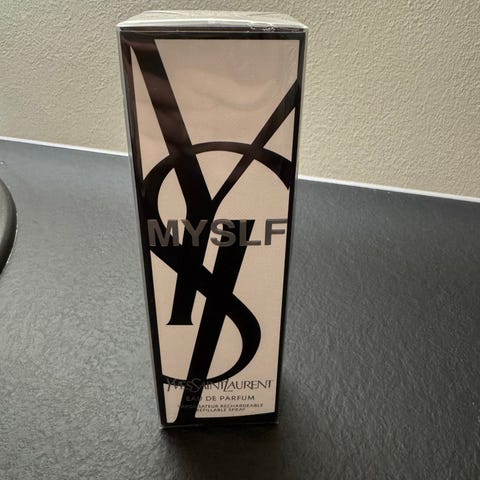 MYSLF
YVESSAINTLAURENT
EAU DE PARFUM
VAPORISATEUR RECHARGEABLE
REFILLABLE SPRAY